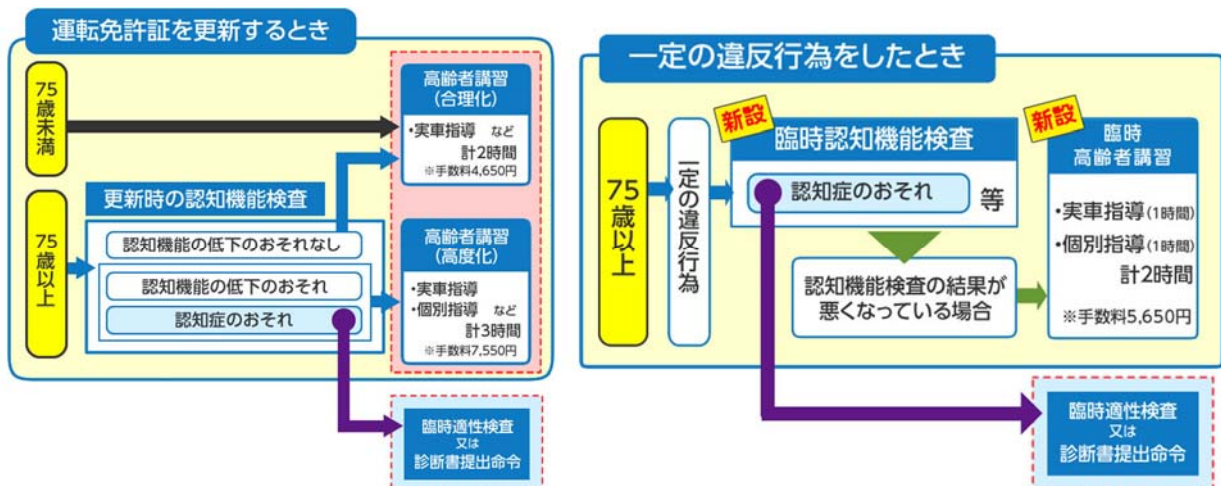 運転免許証を更新するとき
75歳未満
75歳以上
更新時の認知機能検査
認知機能の低下のおそれなし
認知機能の低下のおそれ
認知症のおそれ
高齢者講習
(合理化)
・実車指導 など
計2時間
※手数料4,650円
高齢者講習
(高度化)
・実車指導
・個別指導 など
計3時間
※手数料7,550円
臨時適性検査
又は
診断書提出命令
一定の違反行為をしたとき
75歳以上
一定の違反行為
新設
臨時認知機能検査
認知症のおそれ
等
認知機能検査の結果が
悪くなっている場合
新設
臨時
高齢者講習
・実車指導(1時間)
・個別指導(1時間)
計2時間
※手数料5,650円
臨時適性検査
又は
診断書提出命令